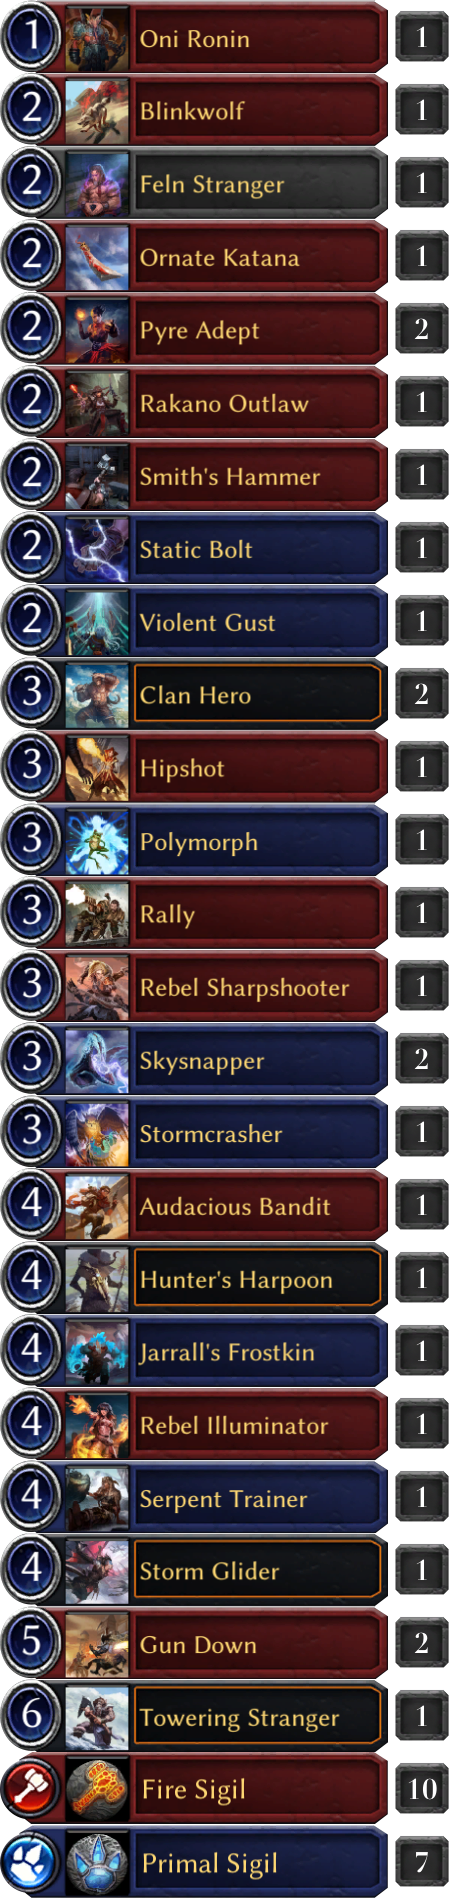 1 Oni Ronin 1
2 Blinkwolf 1
2 Feln Stranger 1
2 Ornate Katana 1
2 Pyre Adept 2
2 Rakano Outlaw 1
2 Smith's Hammer 1
2 Static Bolt 1
2 Violent Gust 1
3 Clan Hero 2
3 Hipshot 1
3 Polymorph 1
3 Rally 1
3 Rebel Sharpshooter 1
3 Skysnapper 2
3 Stormcrasher 1
4 Audacious Bandit 1
4 Hunter's Harpoon 1
4 Jarrall's Frostkin 1
4 Rebel Illuminator 1
4 Serpent Trainer 1
4 Storm Glider 1
5 Gun Down 2
6 Towering Stranger 1
Fire Sigil 10
Primal Sigil 7